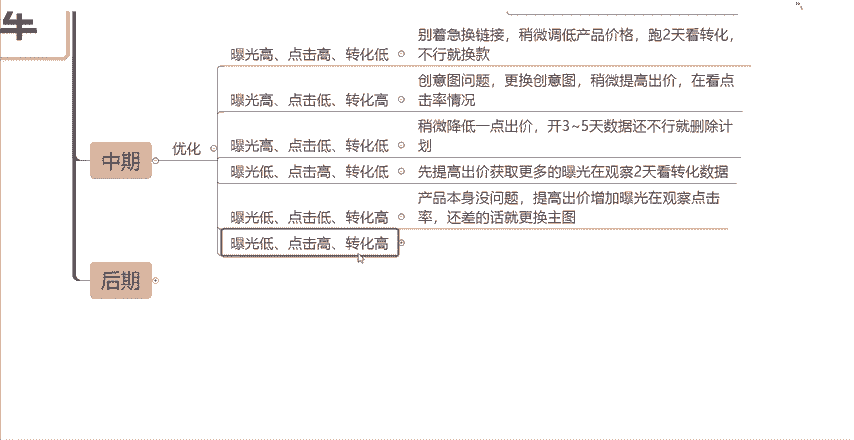 曝光高、点击高、转化低
别着急换链接，稍微调低产品价格，跑2天看转化，
不行就换款
曝光高、点击低、转化高
创意图问题，更换创意图，稍微提高出价，在看点
击率情况
中期
优化
曝光高、点击低、转化低
稍微降低一点出价，开3~5天数据还不行就删除计
划
曝光低、点击高、转化低
先提高出价获取更多的曝光在观察2天看转化数据
曝光低、点击低、转化高
产品本身没问题，提高出价增加曝光在观察点击
率，还差的话就更换主图
曝光低、点击高、转化高
后期